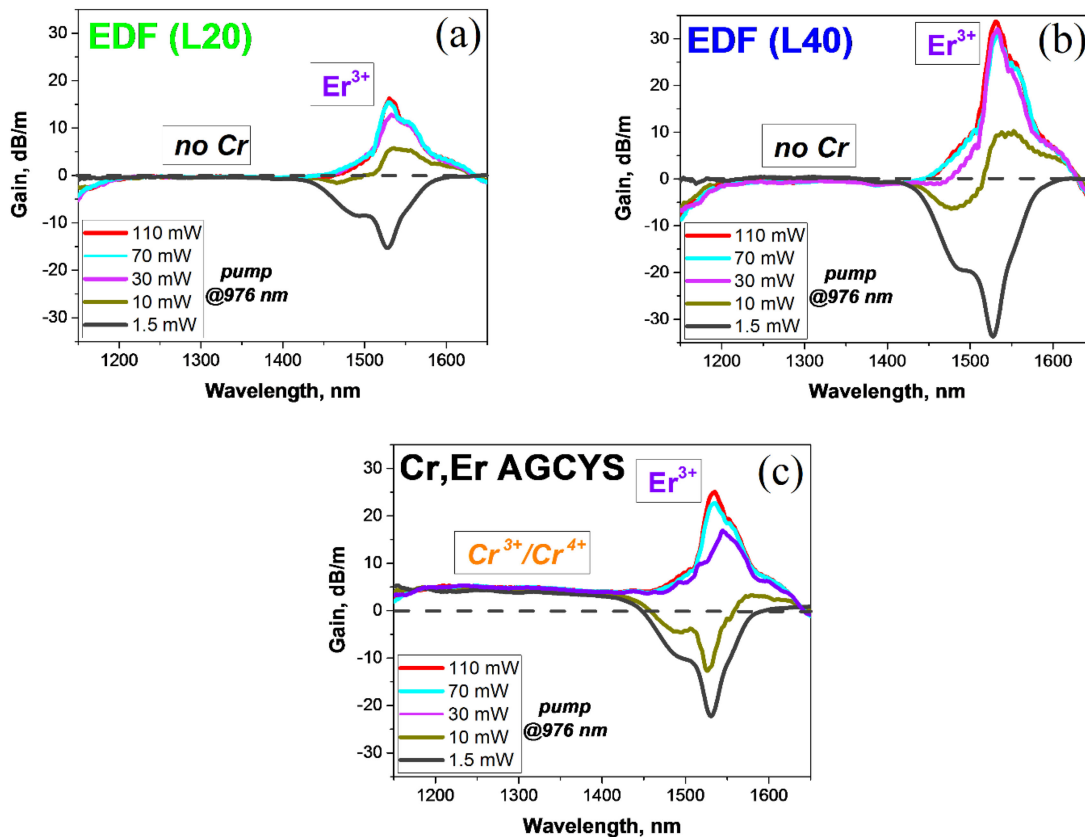 EDF (L20)
(a)
Er3+
no Cr
Gain, dB/m
30
20
10
0
-10
-20
-30
110 mW
70 mW
30 mW
10 mW
1.5 mW
pump
@976 nm
1200 1300 1400 1500 1600
Wavelength, nm
EDF (L40)
(b)
Er3+
no Cr
Gain, dB/m
30
20
10
0
-10
-20
-30
110 mW
70 mW
30 mW
10 mW
1.5 mW
pump
@976 nm
1200 1300 1400 1500 1600
Wavelength, nm
Cr,Er AGCYS
(c)
Er3+
Cr3+/Cr4+
Gain, dB/m
30
20
10
0
-10
-20
-30
110 mW
70 mW
30 mW
10 mW
1.5 mW
pump
@976 nm
1200 1300 1400 1500 1600
Wavelength, nm